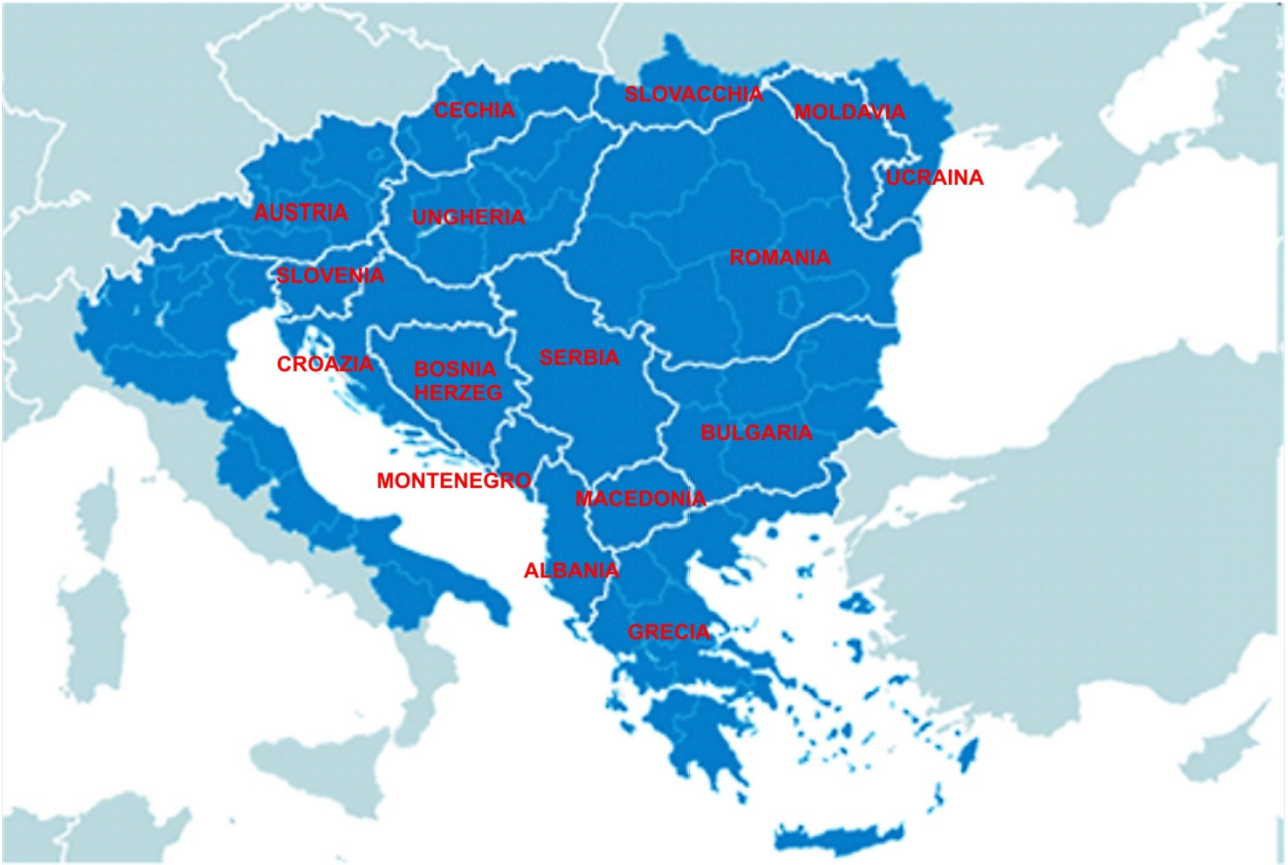 SLOVACCHIA
CECHIA
MOLDAVIA
UCRAINA
AUSTRIA
UNGHERIA
ROMANIA
SLOVENIA
SERBIA
CROAZIA
BOSNIA
HERZEG
BULGARIA
MONTENEGRO
MACEDONIA
ALBANIA
GRECIA